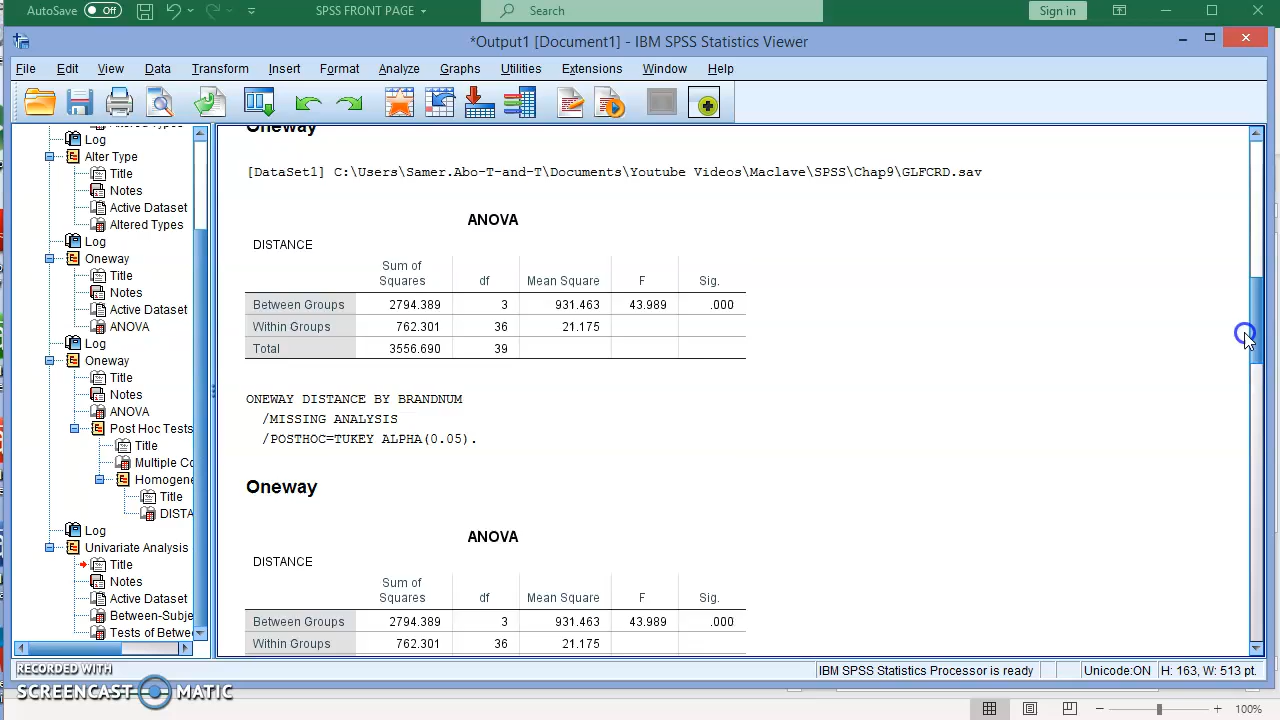 AutoSave Off SPSS FRONT PAGE Search Sign in
*Output1 [Document1] - IBM SPSS Statistics Viewer
File Edit View Data Transform Insert Format Analyze Graphs Utilities Extensions Window Help
Log
Alter Type
Title
Notes
Active Dataset
Altered Types
Log
Oneway
Title
Notes
Active Dataset
ANOVA
Log
Oneway
Title
Notes
ANOVA
Post Hoc Tests
Title
Multiple Co
Homogene
Title
DISTA
Log
Univariate Analysis
Title
Notes
Active Dataset
Between-Subje
Tests of Betwe
Oneway
[DataSet1] C:\Users\Samer.Abo-T-and-T\Documents\Youtube Videos\Maclave\SPSS\Chap9\GLFCRD.sav
ANOVA
DISTANCE
Sum of
Squares df Mean Square F Sig.
Between Groups 2794.389 3 931.463 43.989 .000
Within Groups 762.301 36 21.175
Total 3556.690 39
ONEWAY DISTANCE BY BRANDNUM
/MISSING ANALYSIS
/POSTHOC=TUKEY ALPHA(0.05).
Oneway
ANOVA
DISTANCE
Sum of
Squares df Mean Square F Sig.
Between Groups 2794.389 3 931.463 43.989 .000
Within Groups 762.301 36 21.175
IBM SPSS Statistics Processor is ready Unicode:ON H: 163, W: 513 pt.
RECORDED WITH
SCREENCAST MATIC
100%